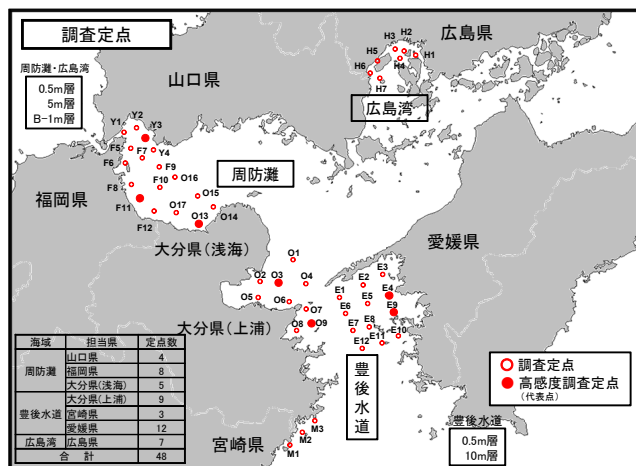 調査定点
周防灘・広島湾
0.5m層
5m層
B-1m層
山口県
広島県
H3
H2
H1
H5
H4
H6
H7
広島湾
Y1
Y2
Y3
Y4
F5
F7
F6
F9
F8
F10
O16
周防灘
O15
福岡県
F11
F12
O17
O13
O14
大分県(浅海)
愛媛県
O1
O2
O3
O4
O5
O6
O7
O8
O9
大分県(上浦)
E3
E2
E1
E4
E5
E6
E9
E7
E8
E10
E11
E12
豊後水道
海域 担当県 定点数
周防灘 山口県 4
福岡県 8
大分県(浅海) 5
豊後水道 大分県(上浦) 9
宮崎県 3
愛媛県 12
広島湾 広島県 7
合 計 48
調査定点
高感度調査定点
(代表点)
豊後水道
0.5m層
10m層
宮崎県
M3
M2
M1